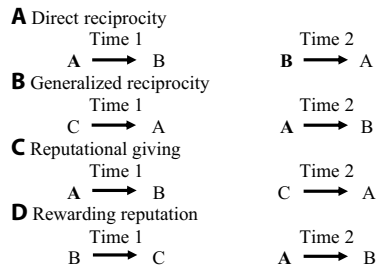 A Direct reciprocity
Time 1 Time 2
A B B A
B Generalized reciprocity
Time 1 Time 2
C A A B
C Reputational giving
Time 1 Time 2
A B C A
D Rewarding reputation
Time 1 Time 2
B C A B